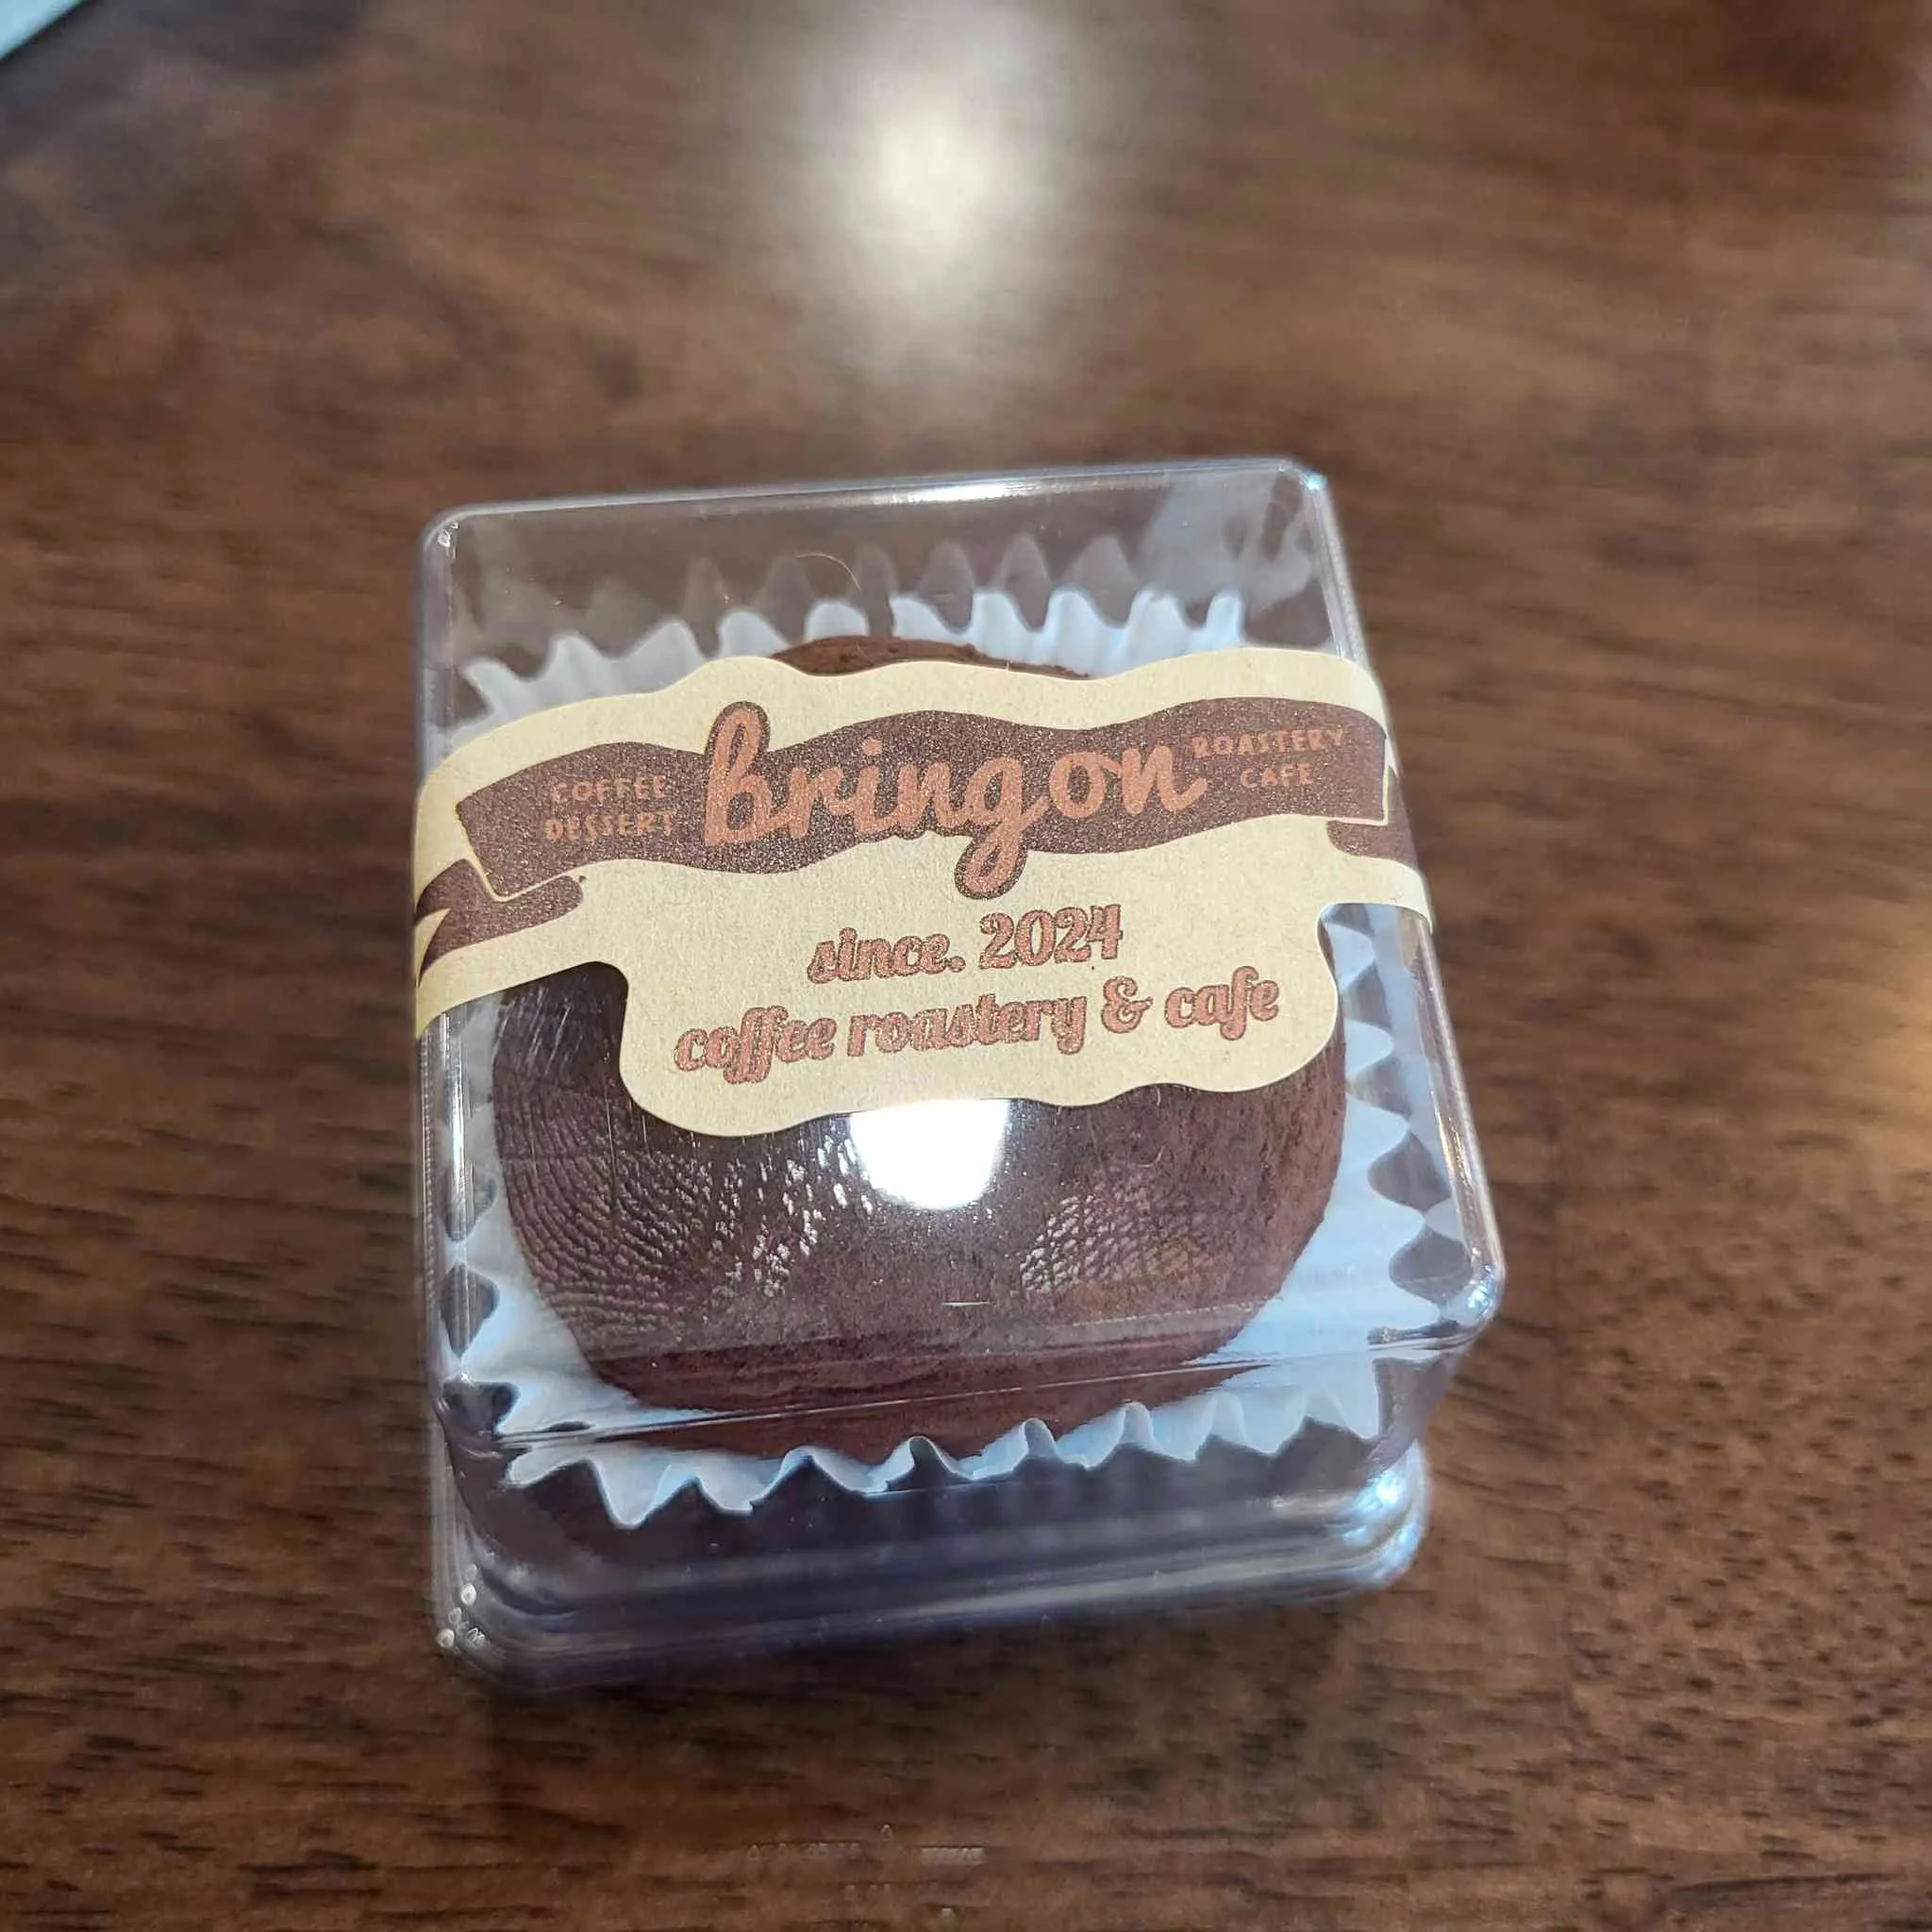 COFFEE
DESSERT
bringon
ROASTERY
CAFE
since. 2024
coffee roastery & cafe